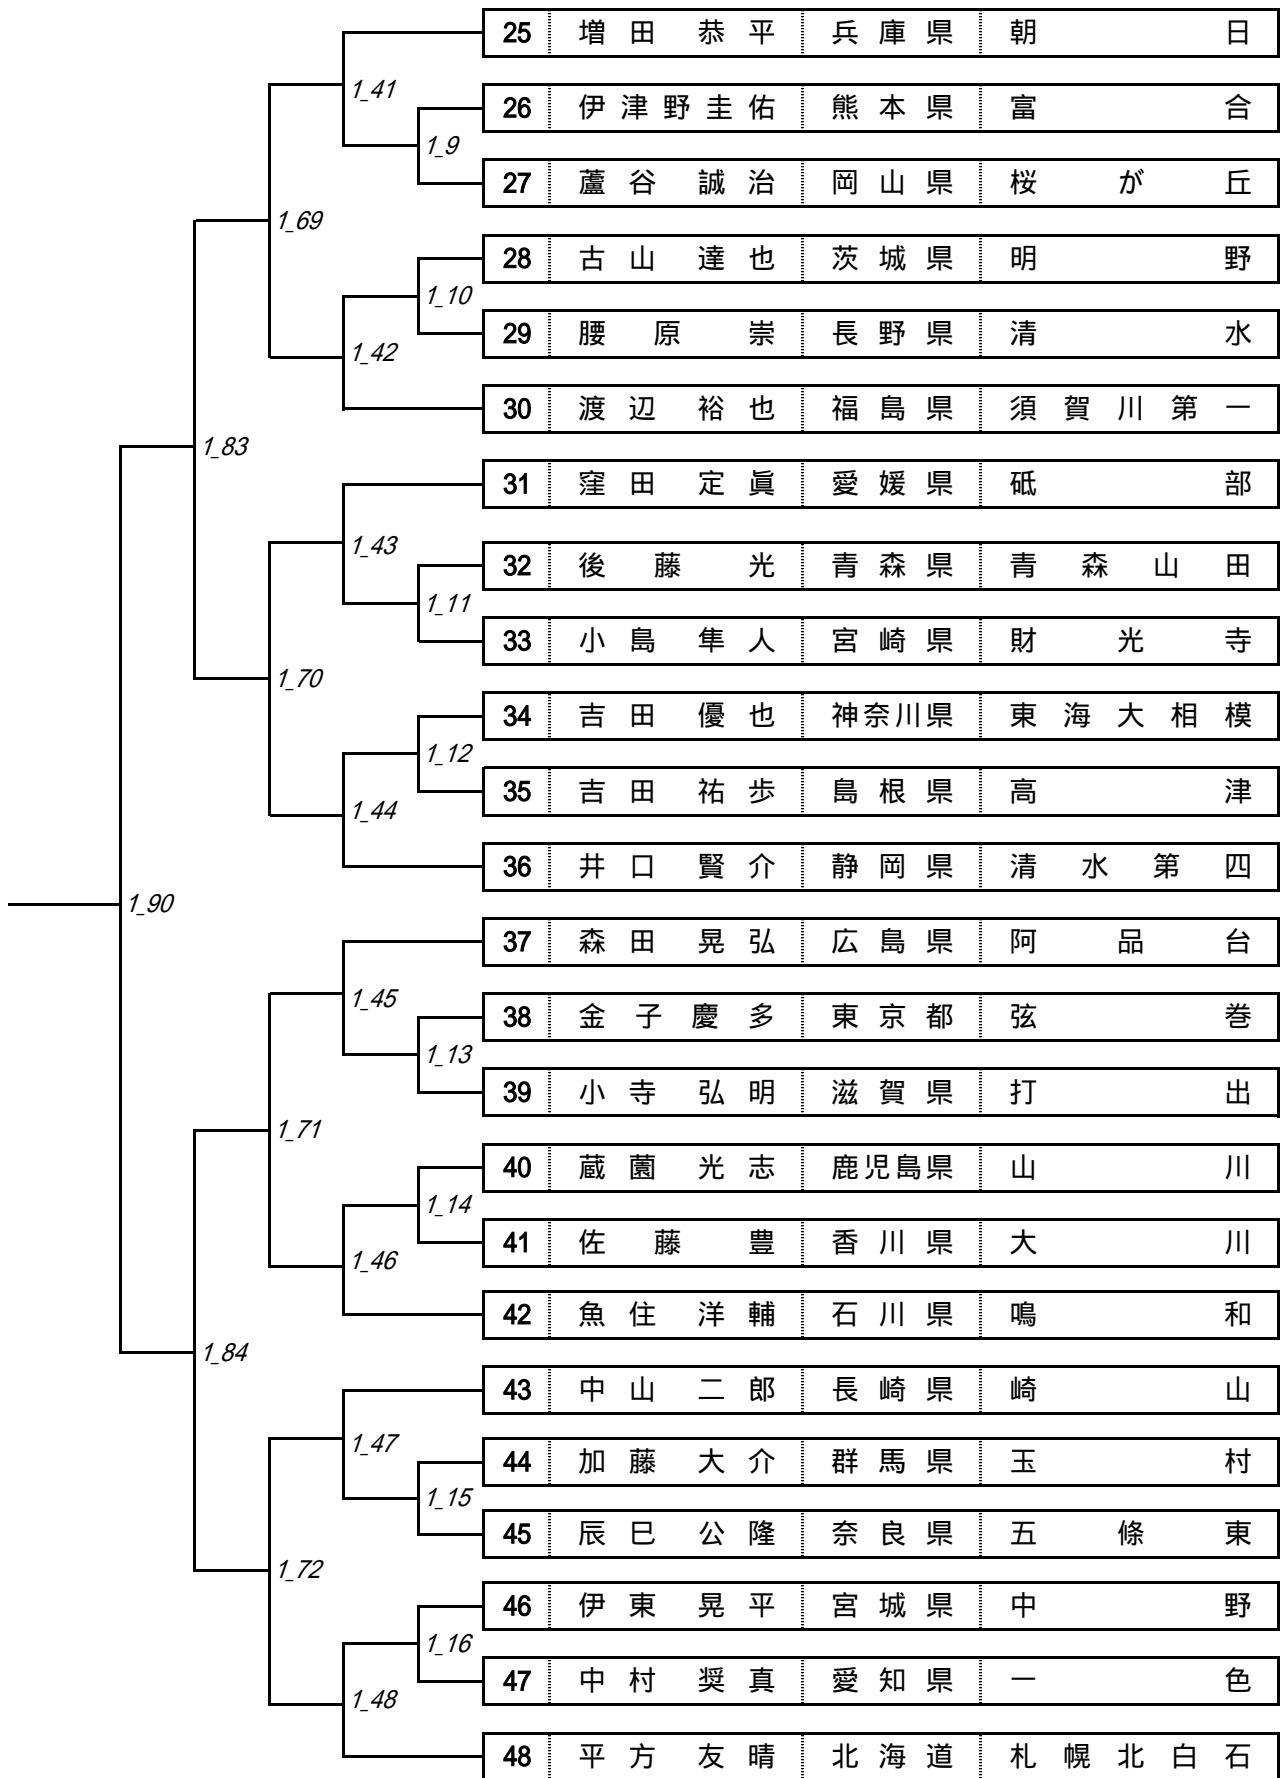 25 増田 恭平 兵庫県 朝日
1_41
26 伊津野圭佑 熊本県 富合
1_9
27 蘆谷 誠治 岡山県 桜が丘
1_69
28 古山 達也 茨城県 明野
1_10
29 腰原 崇 長野県 清水
1_42
30 渡辺 裕也 福島県 須賀川第一
1_83
31 窪田 定眞 愛媛県 砥部
1_43
32 後藤 光 青森県 青森山田
1_11
33 小島 隼人 宮崎県 財光寺
1_70
34 吉田 優也 神奈川県 東海大相模
1_12
35 吉田 祐歩 島根県 高津
1_44
36 井口 賢介 静岡県 清水第四
1_90
37 森田 晃弘 広島県 阿品台
1_45
38 金子慶多 東京都 弦巻
1_13
39 小寺 弘明 滋賀県 打出
1_71
40 蔵薗 光志 鹿児島県 山川
1_14
41 佐藤 豊 香川県 大川
1_46
42 魚住 洋輔 石川県 鳴和
1_84
43 中山 二郎 長崎県 崎山
1_47
44 加藤 大介 群馬県 玉村
1_15
45 辰巳 公隆 奈良県 五條東
1_72
46 伊東 晃平 宮城県 中野
1_16
47 中村 奨真 愛知県 一色
1_48
48 平方 友晴 北海道 札幌北白石